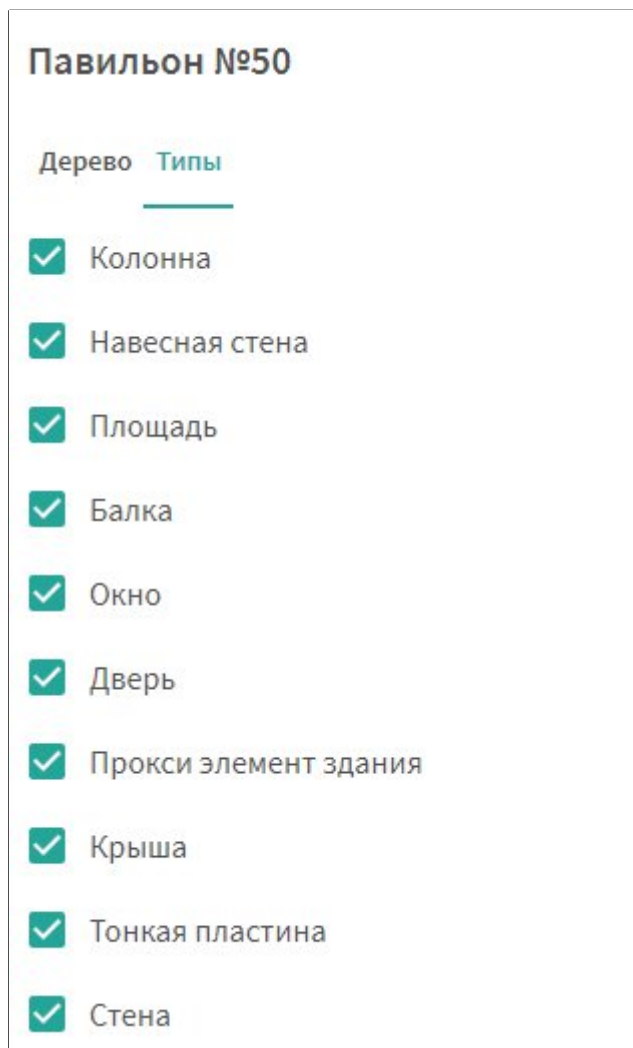 Павильон №50
Дерево Типы
Колонна
Навесная стена
Площадь
Балка
Окно
Дверь
Прокси элемент здания
Крыша
Тонкая пластина
Стена